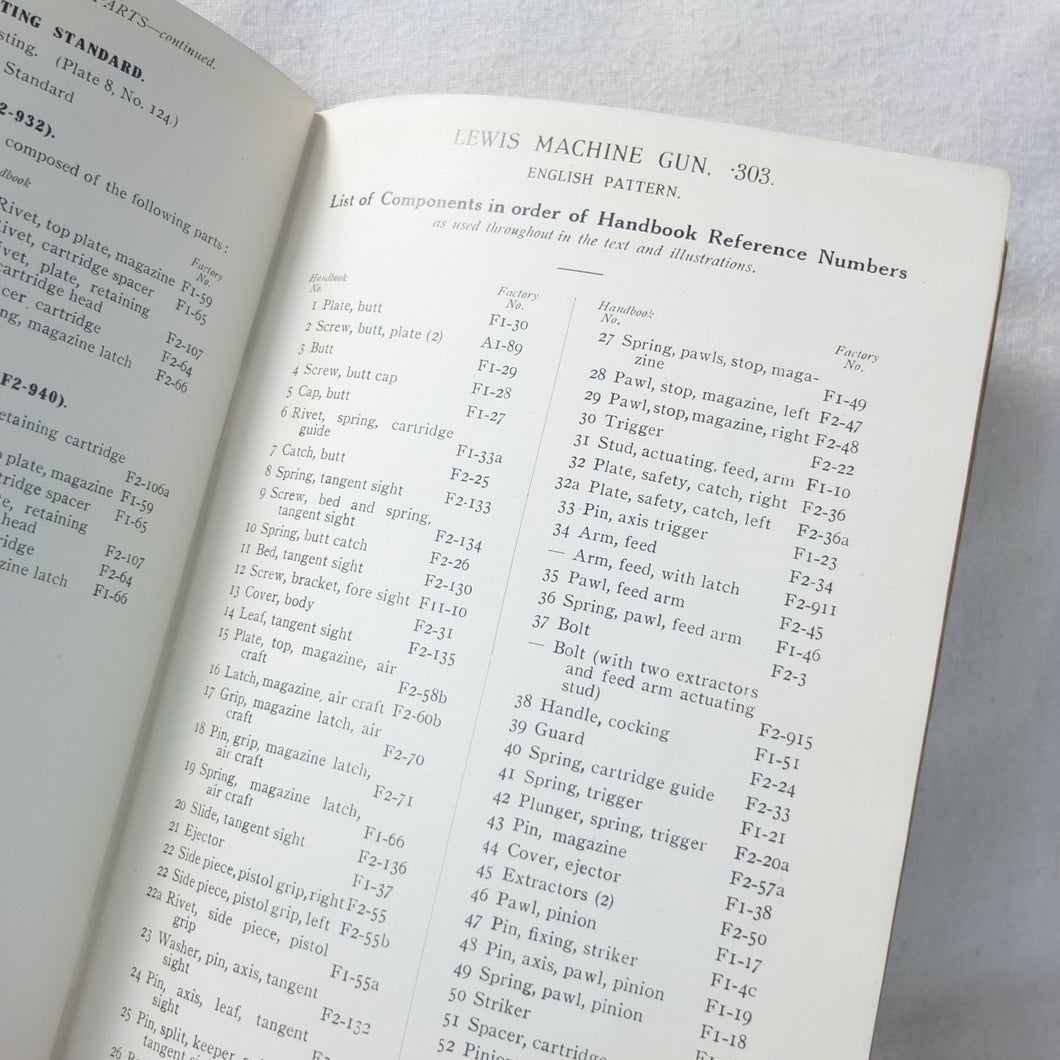 PARTS—continued.
TING STANDARD.
sting. (Plate 8, No. 124.)
Standard
2-932).
composed of the following parts:
Factory
No.
Rivet, top plate, magazine F1-59
Rivet, cartridge spacer F1-65
plate, retaining
cartridge head F2-107
cartridge F2-64
magazine latch F2-66
F2-940).
retaining cartridge
F2-106a
plate, magazine F1-59
spacer F1-65
retaining
head F2-107
F2-64
latch F1-66
LEWIS MACHINE GUN, ·303.
ENGLISH PATTERN.
List of Components in order of Handbook Reference Numbers
as used throughout in the text and illustrations.
Handbook Factory
No. No.
1 Plate, butt F1-30
2 Screw, butt, plate (2) A1-89
3 Butt F1-29
4 Screw, butt cap F1-28
5 Cap, butt F1-27
6 Rivet, spring, cartridge
guide F1-33a
7 Catch, butt F2-25
8 Spring, tangent sight F2-133
9 Screw, bed and spring,
tangent sight F2-134
10 Spring, butt catch F2-26
11 Bed, tangent sight F2-130
12 Screw, bracket, fore sight F11-10
13 Cover, body F2-31
14 Leaf, tangent sight F2-135
15 Plate, top, magazine, air
craft F2-58b
16 Latch, magazine, air craft F2-60b
17 Grip, magazine latch, air
craft F2-70
18 Pin, grip, magazine latch,
air craft F2-71
19 Spring, magazine latch,
air craft F1-66
20 Slide, tangent sight F2-136
21 Ejector F1-37
22 Side piece, pistol grip, right F2-55
22 Side piece, pistol grip, left F2-55b
22a Rivet, side piece, pistol
grip F1-55a
23 Washer, pin, axis, tangent
sight F2-132
24 Pin, axis, leaf, tangent
sight
25 Pin, split, keeper
tangent
26
Handbook Factory
No. No.
27 Spring, pawls, stop, maga-
zine F1-49
28 Pawl, stop, magazine, left F2-47
29 Pawl, stop, magazine, right F2-48
30 Trigger F2-22
31 Stud, actuating, feed, arm F1-10
32 Plate, safety, catch, right F2-36
32a Plate, safety, catch, left F2-36a
33 Pin, axis trigger F1-23
34 Arm, feed F2-34
— Arm, feed, with latch F2-911
35 Pawl, feed arm F2-45
36 Spring, pawl, feed arm F1-46
37 Bolt F2-3
— Bolt (with two extractors
and feed arm actuating
stud) F2-915
38 Handle, cocking F1-51
39 Guard F2-24
40 Spring, cartridge guide F2-33
41 Spring, trigger F1-21
42 Plunger, spring, trigger F2-20a
43 Pin, magazine F2-57a
44 Cover, ejector F1-38
45 Extractors (2) F2-50
46 Pawl, pinion F1-17
47 Pin, fixing, striker F1-4c
48 Pin, axis, pawl, pinion F1-19
49 Spring, pawl, pinion F1-18
50 Striker
51 Spacer, cartridge
52 Pinion